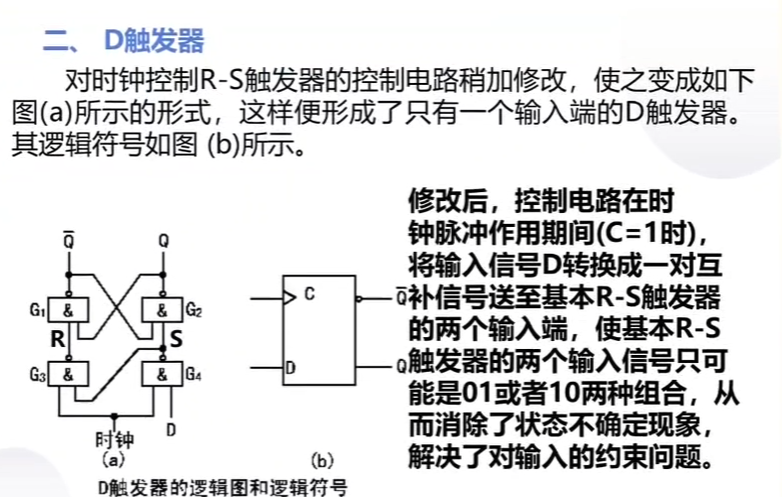 二、 D触发器
对时钟控制R-S触发器的控制电路稍加修改，使之变成如下
图(a)所示的形式，这样便形成了只有一个输入端的D触发器。
其逻辑符号如图 (b)所示。
修改后，控制电路在时
钟脉冲作用期间(C=1时)，
将输入信号D转换成一对互
补信号送至基本R-S触发器
的两个输入端，使基本R-S
触发器的两个输入信号只可
能是01或者10两种组合，从
而消除了状态不确定现象，
解决了对输入的约束问题。
Q̅ Q
G₁ & & G₂
R S
G₃ & & G₄
时钟 D
(a)
C Q̅
D Q
(b)
D触发器的逻辑图和逻辑符号